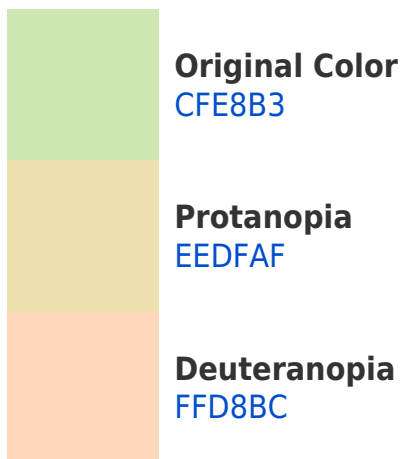 Original Color
CFE8B3
Protanopia
EEDFAF
Deuteranopia
FFD8BC